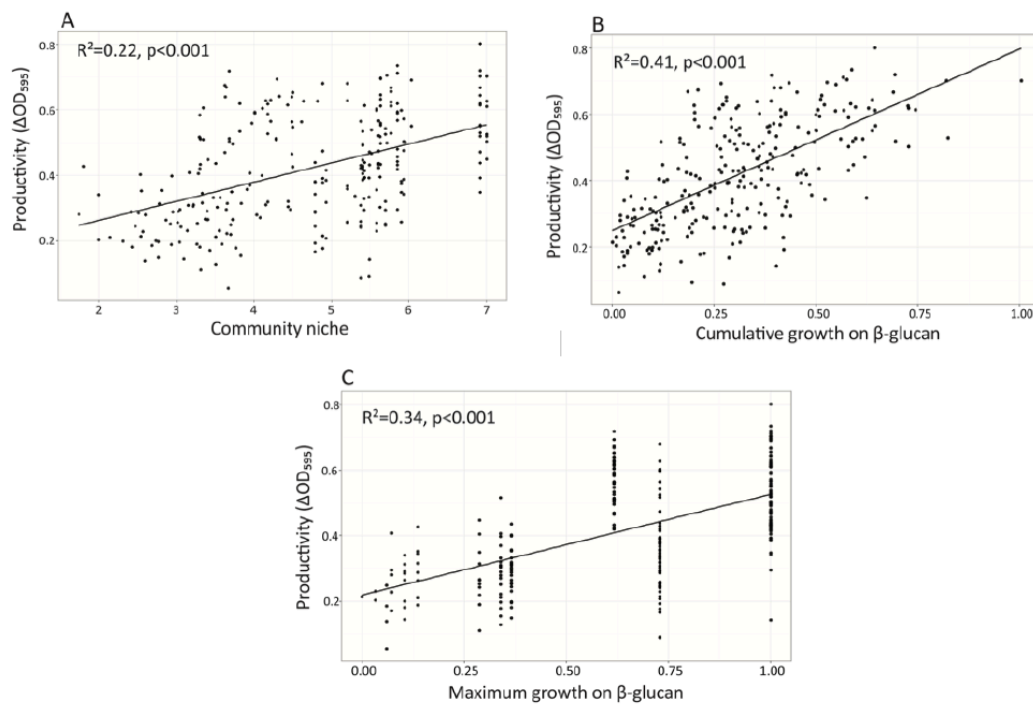 A
R²=0.22, p<0.001
Productivity (ΔOD₅₉₅)
0.8
0.6
0.4
0.2
2 3 4 5 6 7
Community niche
B
R²=0.41, p<0.001
Productivity (ΔOD₅₉₅)
0.8
0.6
0.4
0.2
0.00 0.25 0.50 0.75 1.00
Cumulative growth on β-glucan
C
R²=0.34, p<0.001
Productivity (ΔOD₅₉₅)
0.8
0.6
0.4
0.2
0.00 0.25 0.50 0.75 1.00
Maximum growth on β-glucan